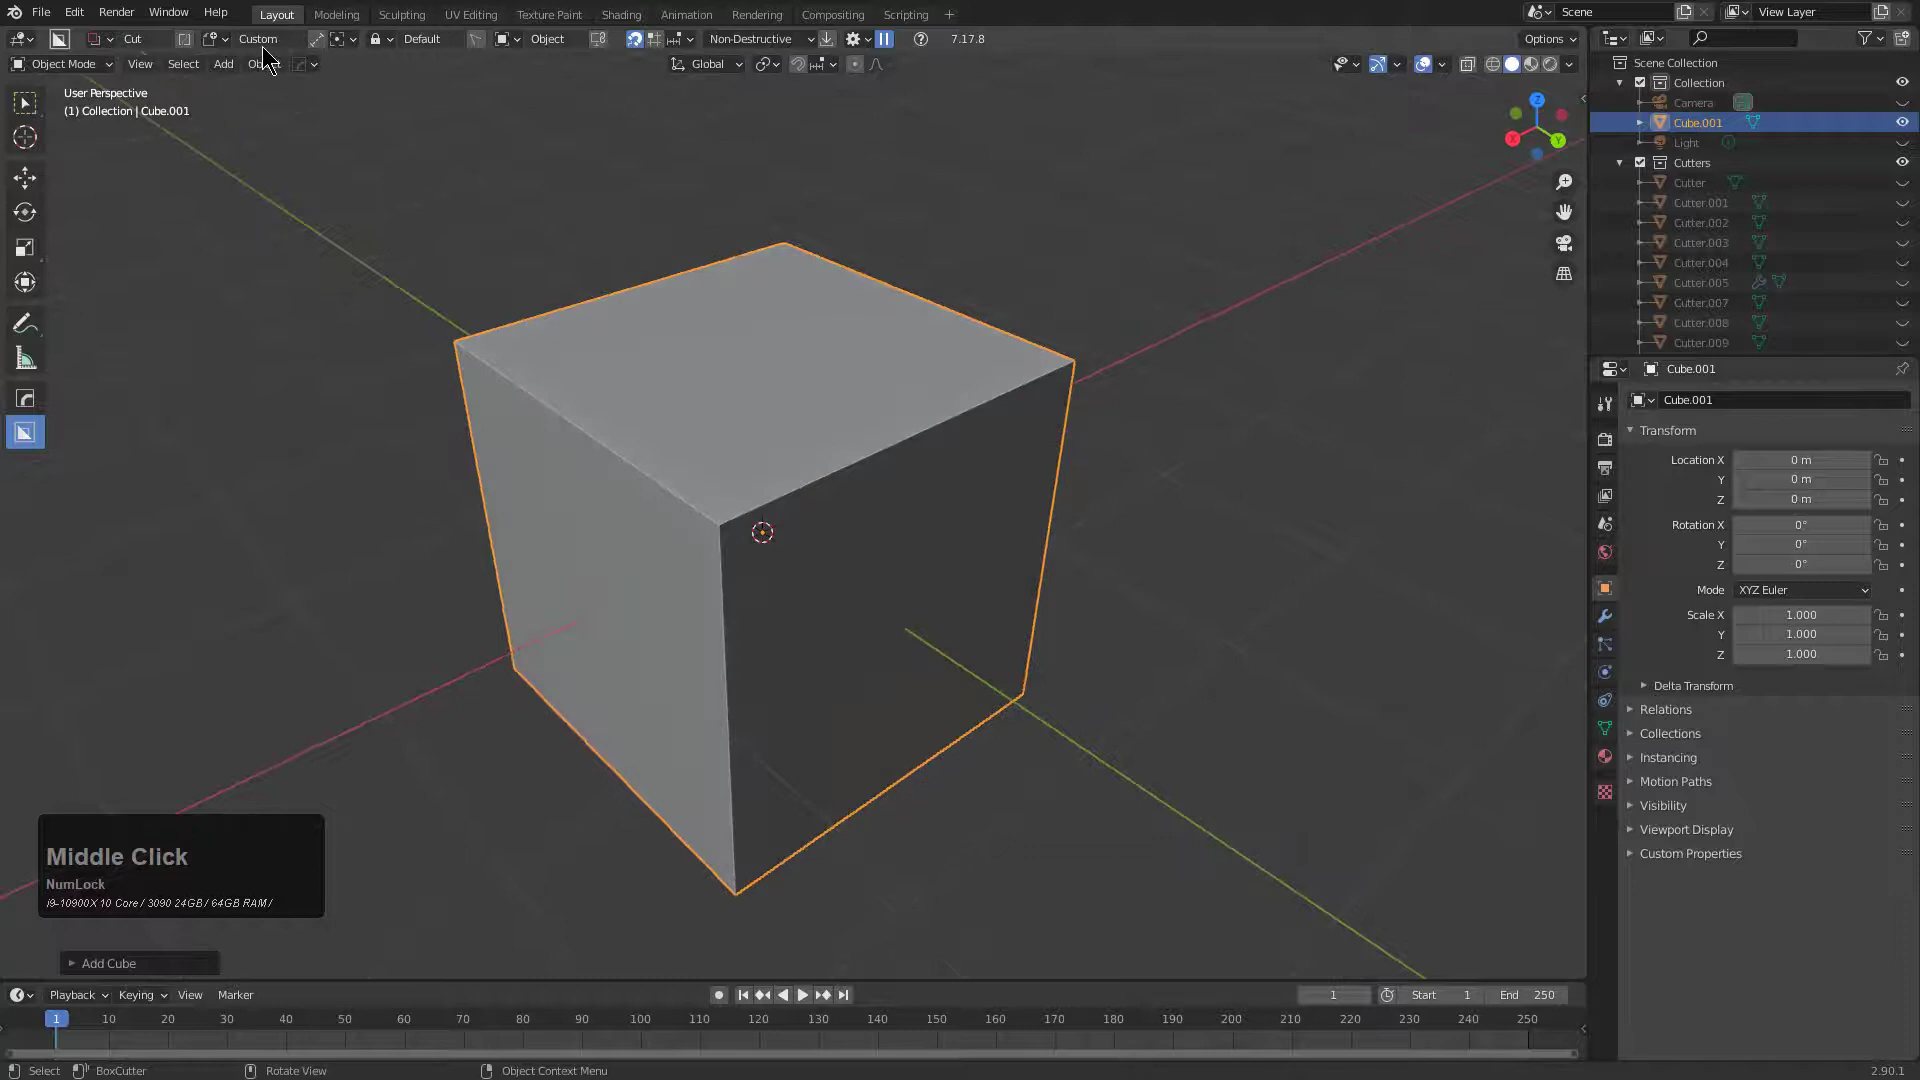 File Edit Render Window Help Layout Modeling Sculpting UV Editing Texture Paint Shading Animation Rendering Compositing Scripting + Scene View Layer
Cut Custom Default Object Non-Destructive 7.17.8 Options
Object Mode View Select Add Global
User Perspective
(1) Collection | Cube.001
Z
X
Y
Scene Collection
Collection
Camera
Cube.001
Light
Cutters
Cutter
Cutter.001
Cutter.002
Cutter.003
Cutter.004
Cutter.005
Cutter.007
Cutter.008
Cutter.009
Cube.001
Cube.001
Transform
Location X 0 m
Y 0 m
Z 0 m
Rotation X 0°
Y 0°
Z 0°
Mode XYZ Euler
Scale X 1.000
Y 1.000
Z 1.000
Delta Transform
Relations
Collections
Instancing
Motion Paths
Visibility
Viewport Display
Custom Properties
Middle Click
NumLock
i9-10900X 10 Core / 3090 24GB / 64GB RAM /
Add Cube
Playback Keying View Marker 1 Start 1 End 250
1 10 20 30 40 50 60 70 80 90 100 110 120 130 140 150 160 170 180 190 200 210 220 230 240 250
Select BoxCutter Rotate View Object Context Menu 2.90.1